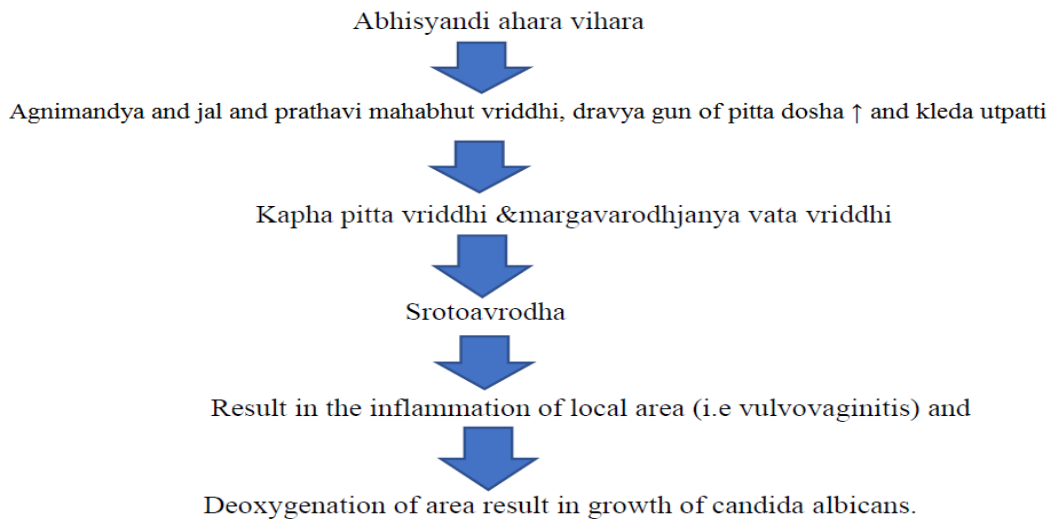 Abhisyandi ahara vihara
Agnimandya and jal and prathavi mahabhut vriddhi, dravya gun of pitta dosha ↑ and kleda utpatti
Kapha pitta vriddhi &margavarodhjanya vata vriddhi
Srotoavrodha
Result in the inflammation of local area (i.e vulvovaginitis) and
Deoxygenation of area result in growth of candida albicans.